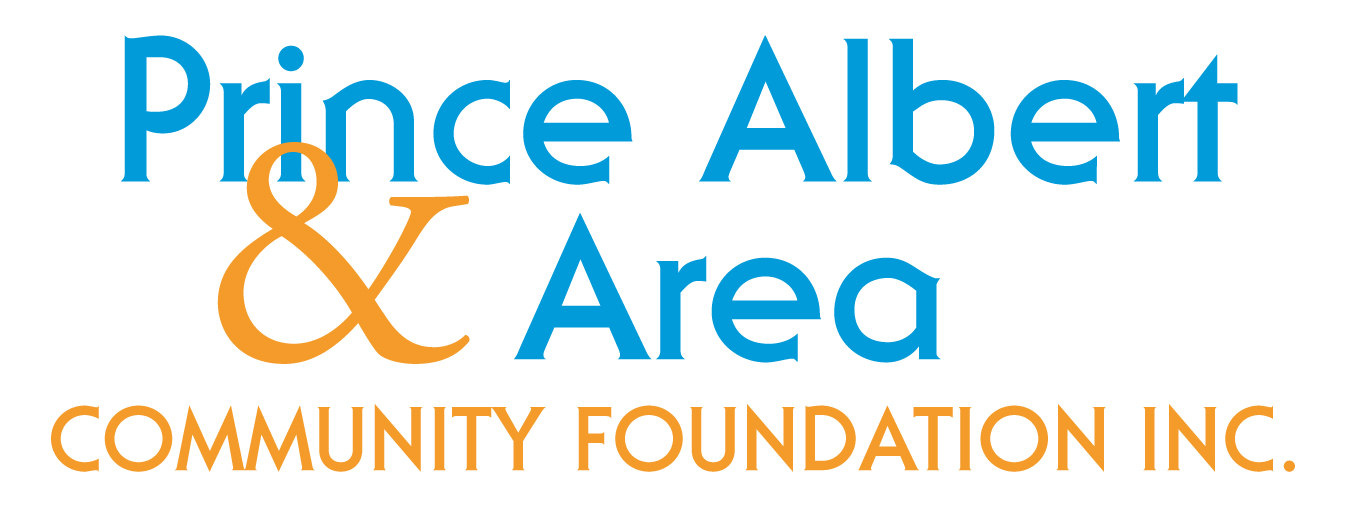 Prince Albert
& Area
COMMUNITY FOUNDATION INC.